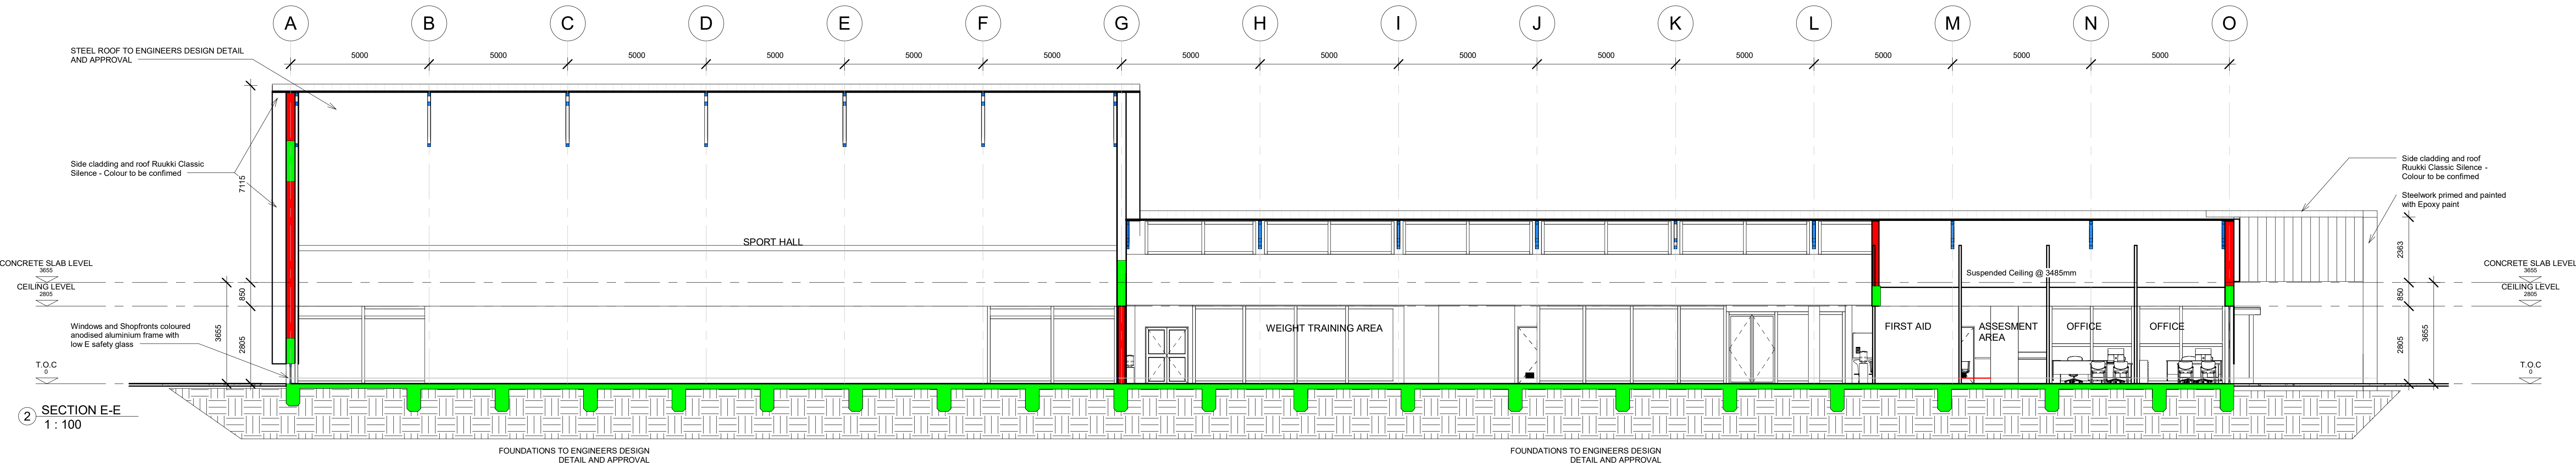 A B C D E F G H I J K L M N O
5000 5000 5000 5000 5000 5000 5000 5000 5000 5000 5000 5000 5000 5000
STEEL ROOF TO ENGINEERS DESIGN DETAIL
AND APPROVAL
Side cladding and roof Ruukki Classic
Silence - Colour to be confimed
7115
850
3655
2805
CONCRETE SLAB LEVEL
3655
CEILING LEVEL
2805
Windows and Shopfronts coloured
anodised aluminium frame with
low E safety glass
T.O.C
0
SPORT HALL
WEIGHT TRAINING AREA
Suspended Ceiling @ 3485mm
FIRST AID
ASSESMENT
AREA
OFFICE
OFFICE
Side cladding and roof
Ruukki Classic Silence -
Colour to be confimed
Steelwork primed and painted
with Epoxy paint
2363
850
2805
3655
CONCRETE SLAB LEVEL
3655
CEILING LEVEL
2805
T.O.C
0
2 SECTION E-E
1 : 100
FOUNDATIONS TO ENGINEERS DESIGN
DETAIL AND APPROVAL
FOUNDATIONS TO ENGINEERS DESIGN
DETAIL AND APPROVAL